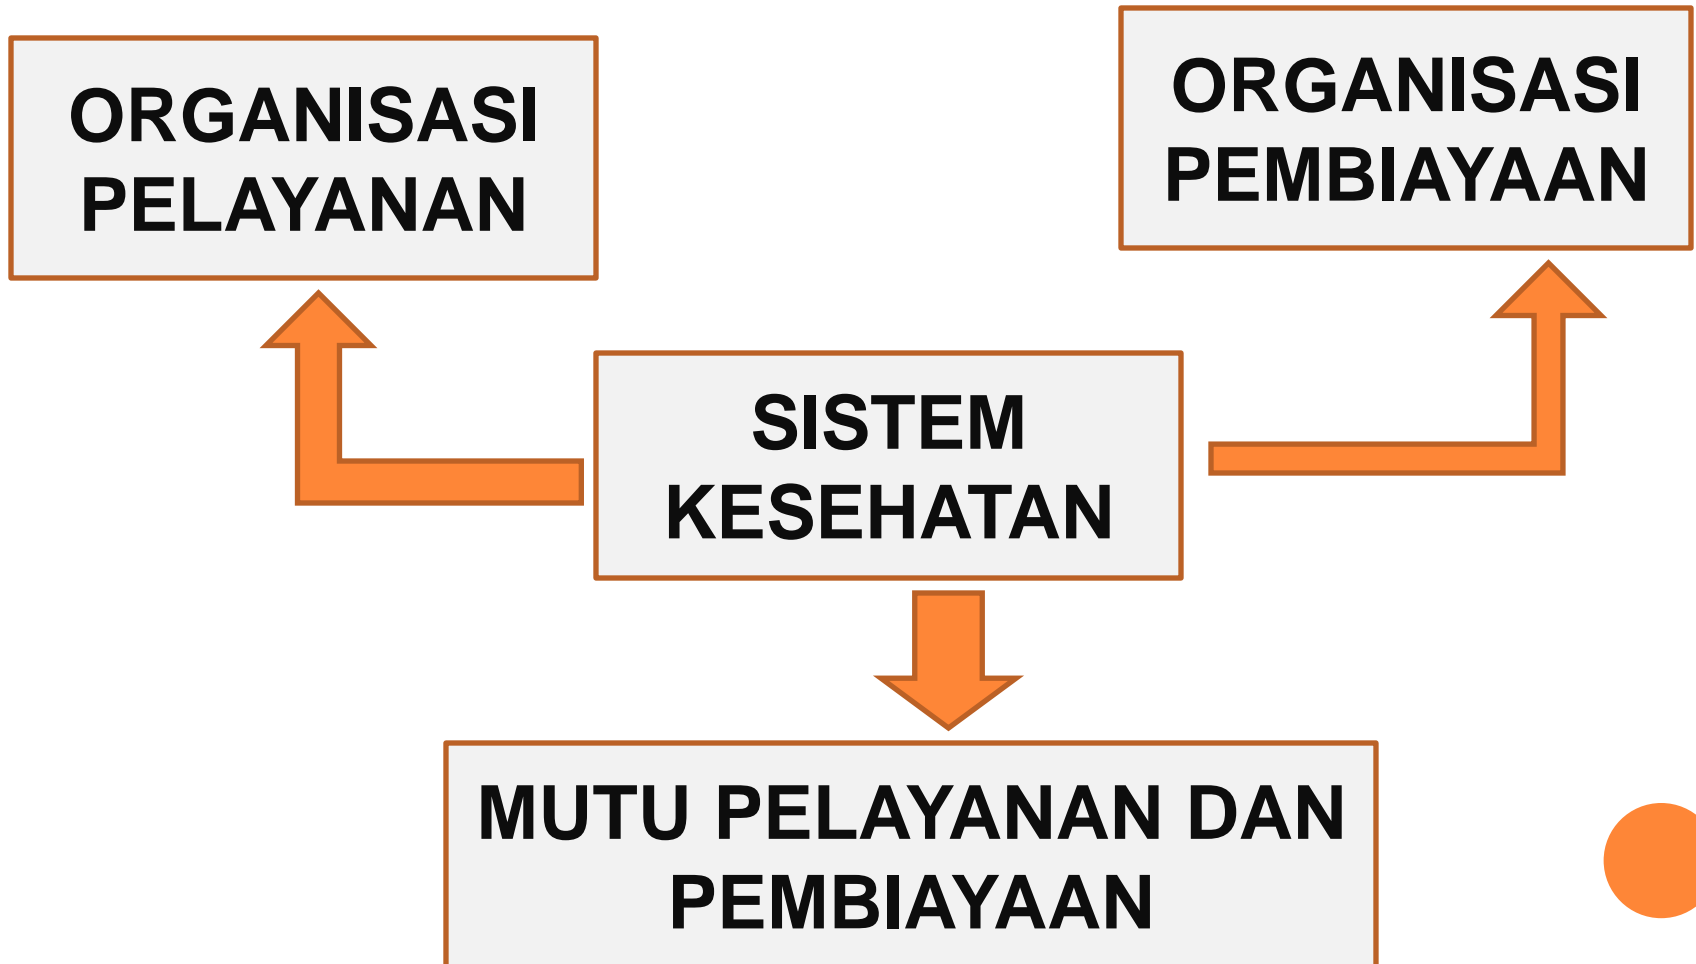 ORGANISASI
PELAYANAN
ORGANISASI
PEMBIAYAAN
SISTEM
KESEHATAN
MUTU PELAYANAN DAN
PEMBIAYAAN